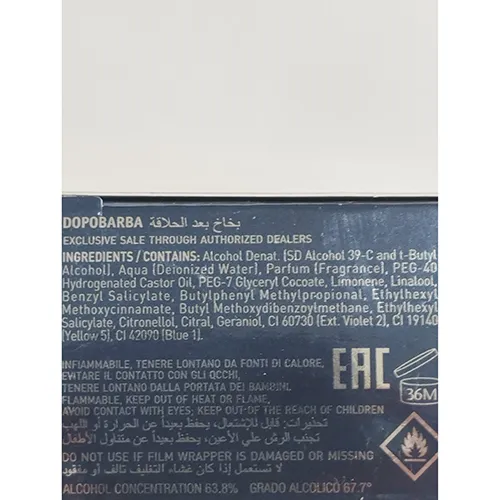 DOPOBARBA بخاخ بعد الحلاقة
EXCLUSIVE SALE THROUGH AUTHORIZED DEALERS
INGREDIENTS / CONTAINS: Alcohol Denat. [SD Alcohol 39-C and t-Butyl
Alcohol], Aqua (Deionized Water), Parfum (Fragrance), PEG-40
Hydrogenated Castor Oil, PEG-7 Glyceryl Cocoate, Limonene, Linalool,
Benzyl Salicylate, Butylphenyl Methylpropional, Ethylhexyl
Methoxycinnamate, Butyl Methoxydibenzoylmethane, Ethylhexyl
Salicylate, Citronellol, Citral, Geraniol, CI 60730 (Ext. Violet 2), CI 19140
(Yellow 5), CI 42090 (Blue 1).
INFIAMMABILE, TENERE LONTANO DA FONTI DI CALORE,
EVITARE IL CONTATTO CON GLI OCCHI,
TENERE LONTANO DALLA PORTATA DEI BAMBINI.
FLAMMABLE, KEEP OUT OF HEAT OR FLAME,
AVOID CONTACT WITH EYES; KEEP OUT OF THE REACH OF CHILDREN
تحذيرات: قابل للإشتعال، يحفظ بعيداً عن الحرارة أو اللهب
تجنب الرش علي الأعين، يحفظ بعيداً عن متناول الأطفال
DO NOT USE IF FILM WRAPPER IS DAMAGED OR MISSING
لا تستعمل إذا كان غشاء التغليف تالف أو مفقود
ALCOHOL CONCENTRATION 63.8% GRADO ALCOLICO 67.7°
EAC
36M